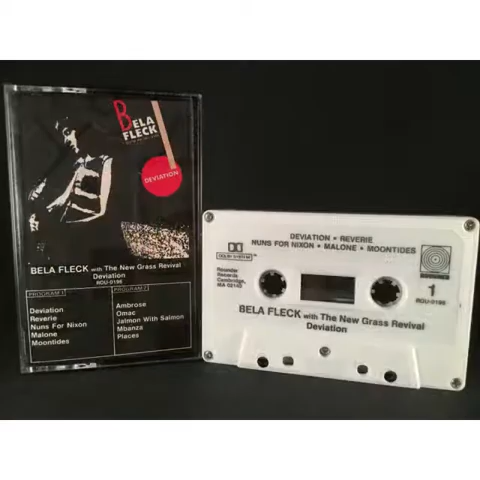 BELA
FLECK
DEVIATION
BELA FLECK with The New Grass Revival
Deviation
ROU-0196
PROGRAM 1
Deviation
Reverie
Nuns For Nixon
Malone
Moontides
PROGRAM 2
Ambrose
Omac
Jalmon With Salmon
Mbanza
Places
DEVIATION • REVERIE
NUNS FOR NIXON • MALONE • MOONTIDES
DOLBY SYSTEM
Rounder
Records
Cambridge,
MA 02140
ROUNDER
1
ROU-0196
BELA FLECK with The New Grass Revival
Deviation